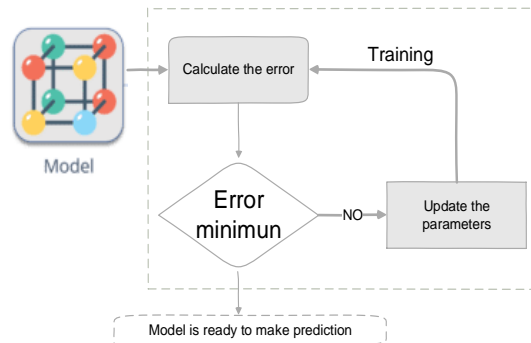 Training
Calculate the error
Model
Error
minimun
NO
Update the
parameters
Model is ready to make prediction